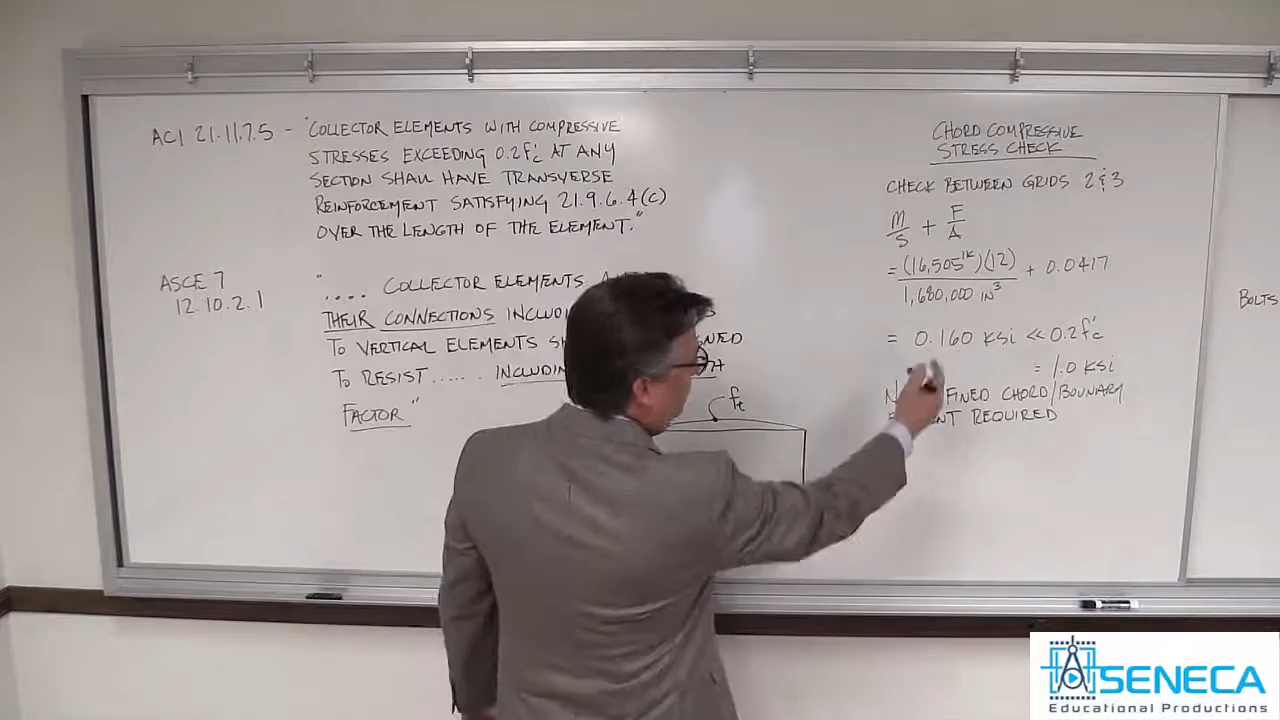 ACI 21.11.7.5 - "COLLECTOR ELEMENTS WITH COMPRESSIVE
STRESSES EXCEEDING 0.2f'c AT ANY
SECTION SHALL HAVE TRANSVERSE
REINFORCEMENT SATISFYING 21.9.6.4(c)
OVER THE LENGTH OF THE ELEMENT."
ASCE 7
12.10.2.1
".... COLLECTOR ELEMENTS
THEIR CONNECTIONS
TO VERTICAL ELEMENTS
TO RESIST.....
FACTOR"
ft
CHORD COMPRESSIVE
STRESS CHECK
CHECK BETWEEN GRIDS 2 & 3
M/S + F/A
= (16,505'k)(12) / 1,680,000 IN³ + 0.0417
= 0.160 ksi << 0.2f'c
= 1.0 ksi
CHORD/BOUNARY
REQUIRED
BOLTS
SENECA
Educational Productions